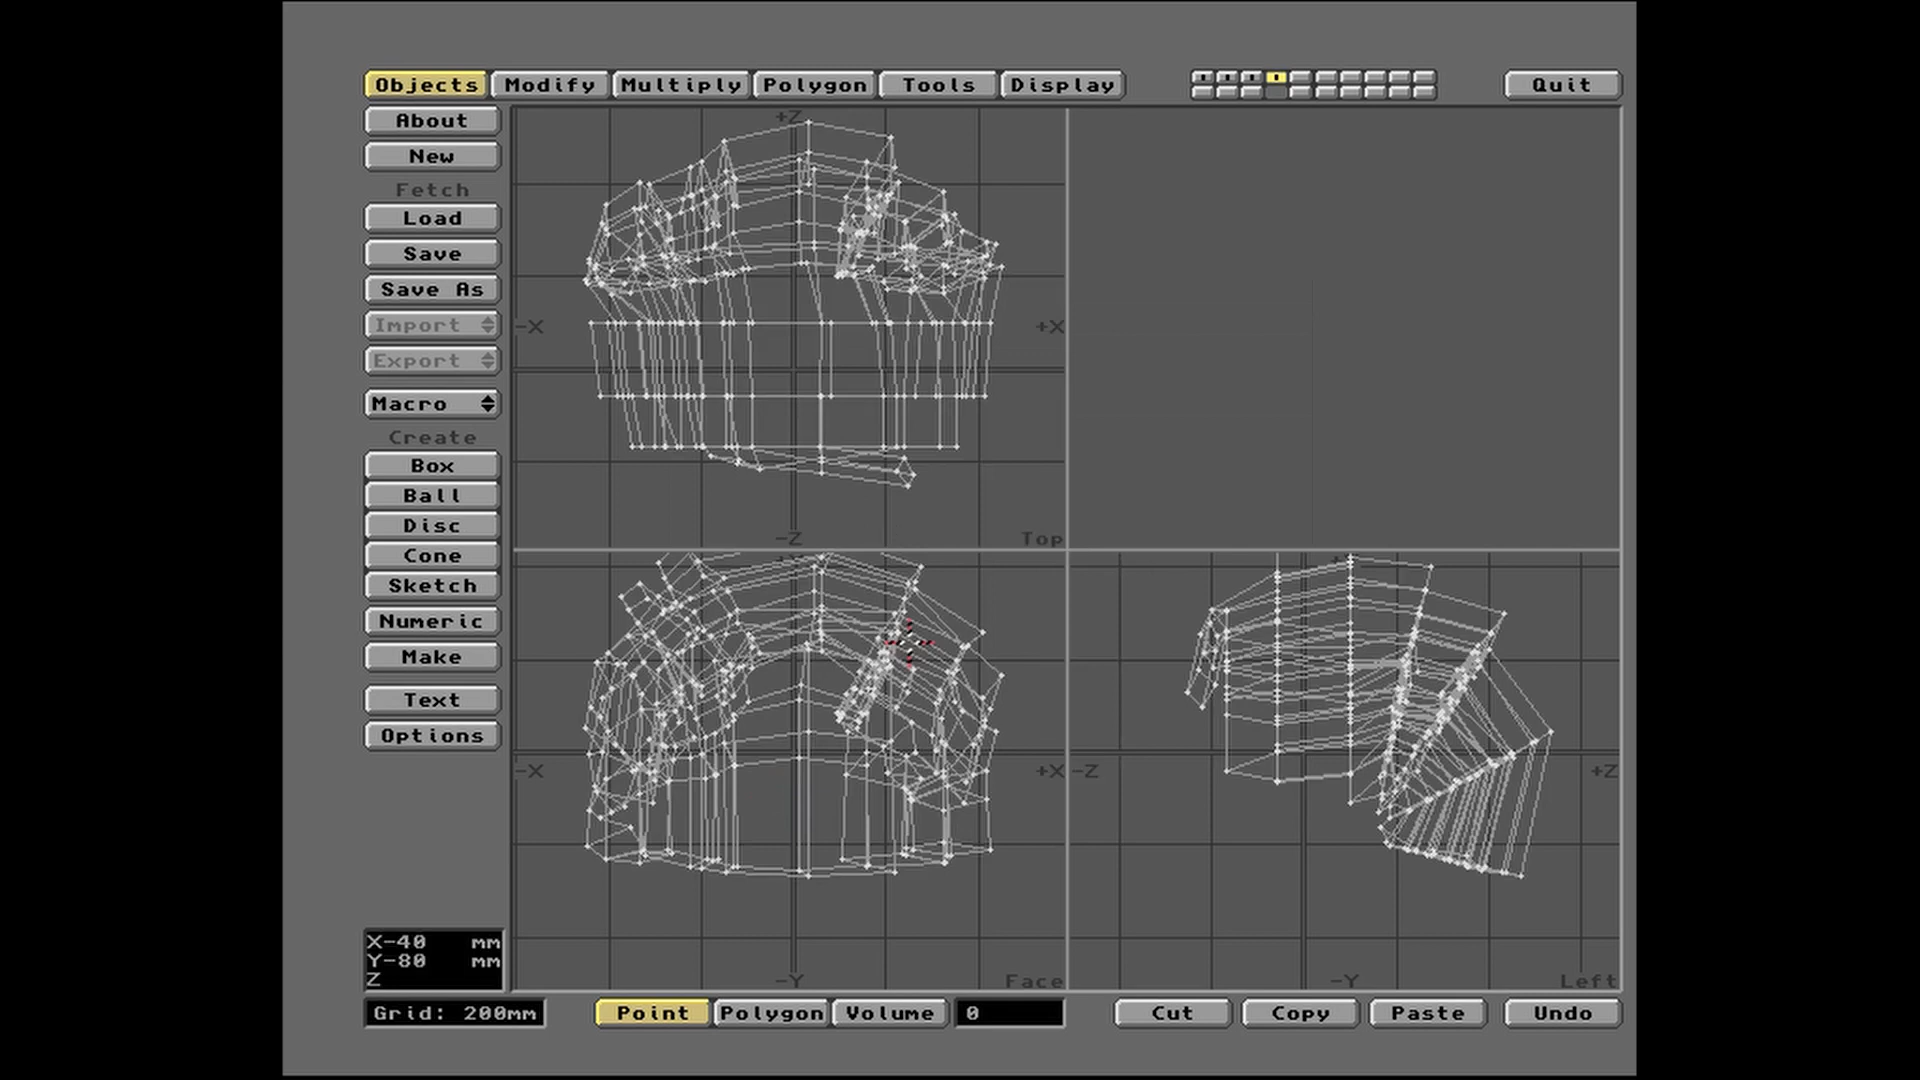 Objects Modify Multiply Polygon Tools Display Quit
About
New
Fetch
Load
Save
Save As
Import
Export
Macro
Create
Box
Ball
Disc
Cone
Sketch
Numeric
Make
Text
Options
+Z
-X +X
-Z Top
-X +X
-Y Face
-Z +Z
-Y Left
X-40 mm
Y-80 mm
Z
Grid: 200mm Point Polygon Volume 0 Cut Copy Paste Undo